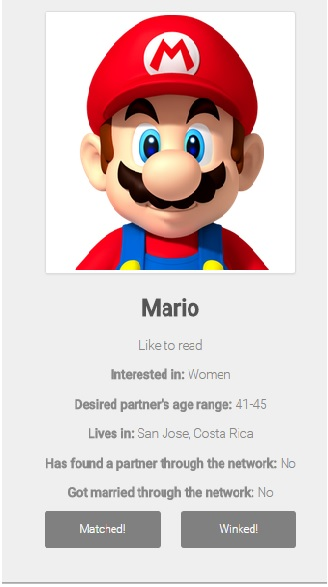 M
Mario
Like to read
Interested in: Women
Desired partner's age range: 41-45
Lives in: San Jose, Costa Rica
Has found a partner through the network: No
Got married through the network: No
Matched! Winked!